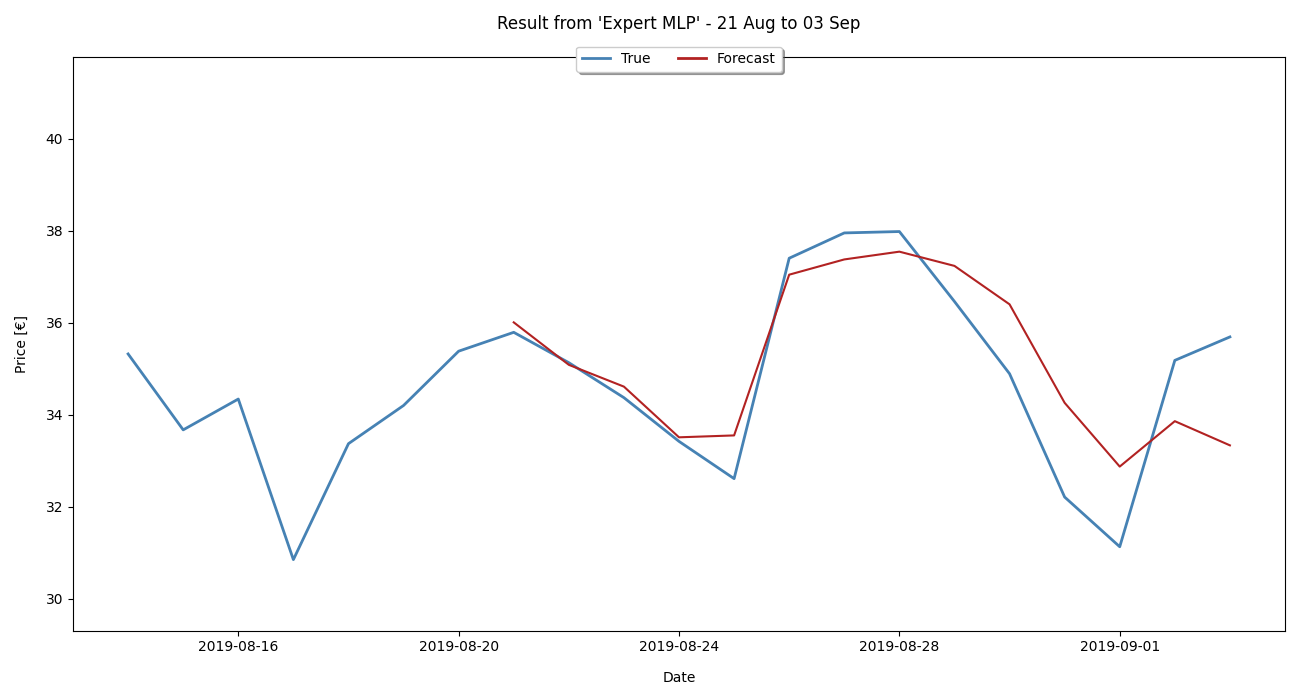 Result from 'Expert MLP' - 21 Aug to 03 Sep
True Forecast
40
38
36
34
32
30
Price [€]
2019-08-16 2019-08-20 2019-08-24 2019-08-28 2019-09-01
Date